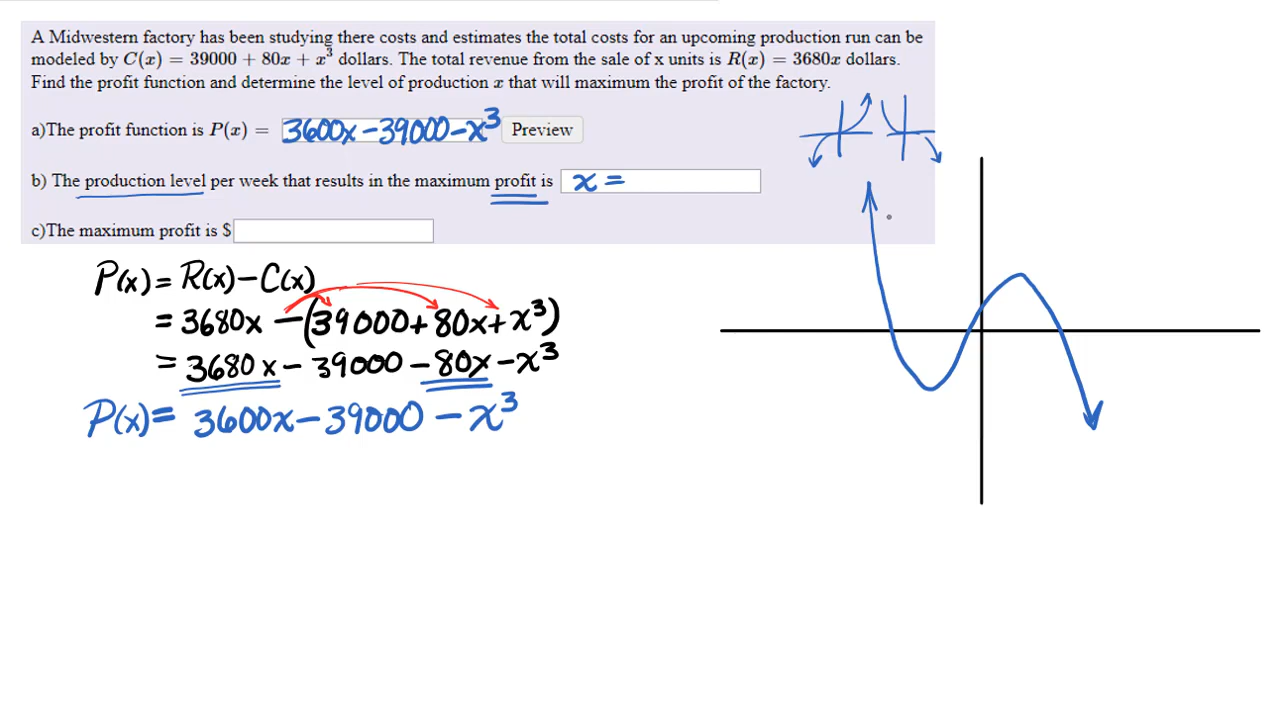 A Midwestern factory has been studying there costs and estimates the total costs for an upcoming production run can be
modeled by C(x) = 39000 + 80x + x³ dollars. The total revenue from the sale of x units is R(x) = 3680x dollars.
Find the profit function and determine the level of production x that will maximum the profit of the factory.
a)The profit function is P(x) = 3600x-39000-x³ Preview
b) The production level per week that results in the maximum profit is x =
c)The maximum profit is $
P(x) = R(x) - C(x)
= 3680x - (39000 + 80x + x³)
= 3680x - 39000 - 80x - x³
P(x) = 3600x - 39000 - x³